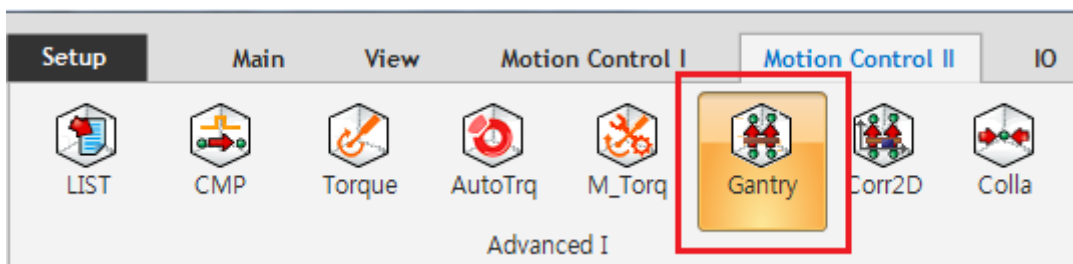 Setup Main View Motion Control I Motion Control II IO
LIST CMP Torque AutoTrq M_Torq Gantry Corr2D Colla
Advanced I